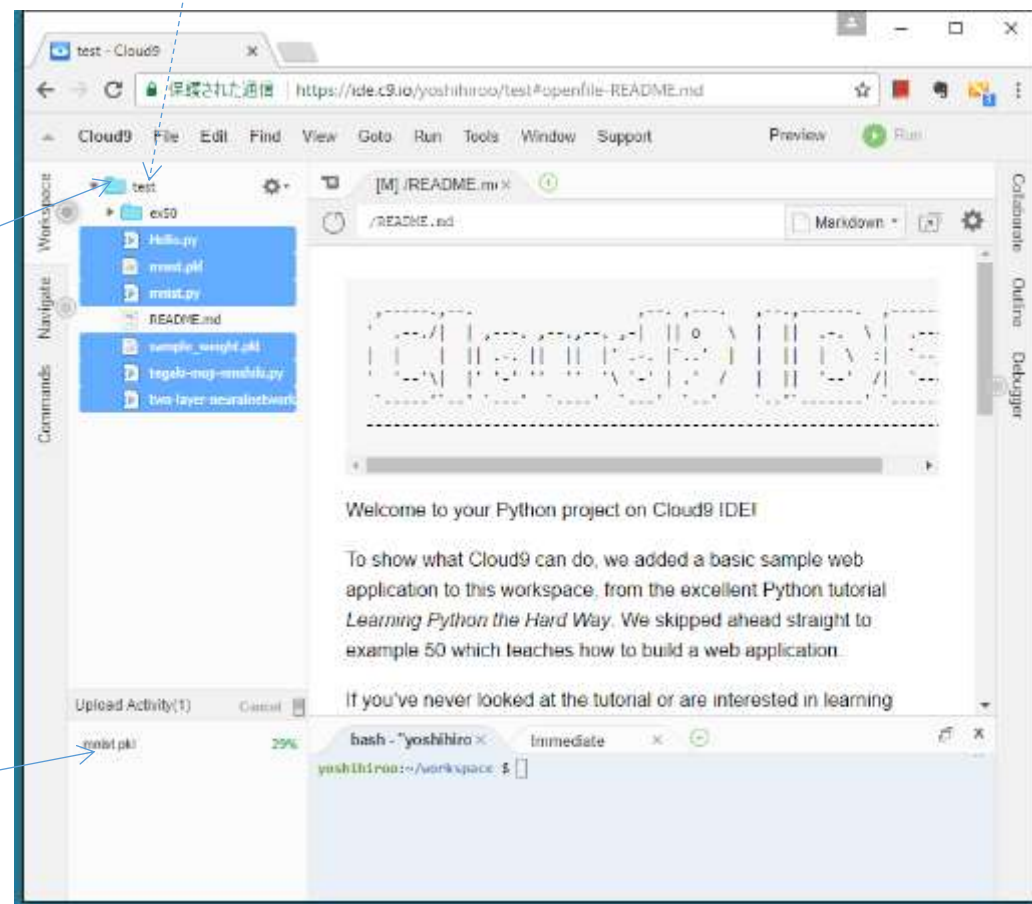 test - Cloud9
保護された通信 https://ide.c9.io/yoshihiroo/test#openfile-README.md
Cloud9 File Edit Find View Goto Run Tools Window Support Preview Run
Workspace
Navigate
Commands
test
ex50
Hello.py
mnist.pkl
mnist.py
README.md
sample_weight.pkl
tegaki-moji-ninshiki.py
two-layer-neuralnetwork.
[M] /README.m
/README.md Markdown
Collaborate
Outline
Debugger
Cloud9 IDE
Welcome to your Python project on Cloud9 IDE!
To show what Cloud9 can do, we added a basic sample web
application to this workspace, from the excellent Python tutorial
Learning Python the Hard Way. We skipped ahead straight to
example 50 which teaches how to build a web application.
If you've never looked at the tutorial or are interested in learning
Upload Activity(1) Cancel
mnist.pkl 29%
bash - "yoshihiro Immediate
yoshihiroo:~/workspace $